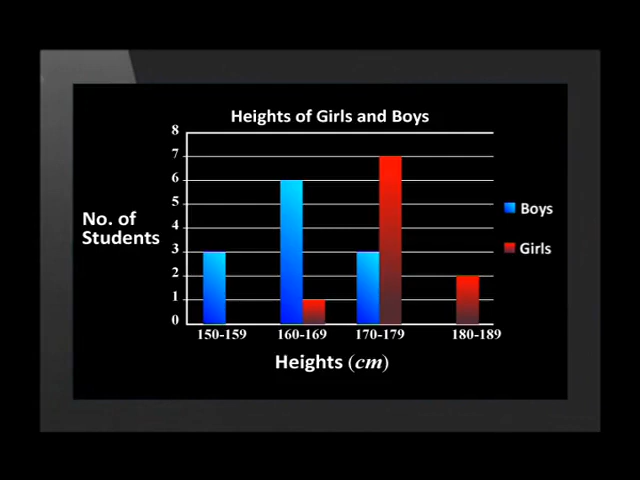 Heights of Girls and Boys
8
7
6
5
4
3
2
1
0
No. of
Students
150-159 160-169 170-179 180-189
Heights (cm)
Boys
Girls